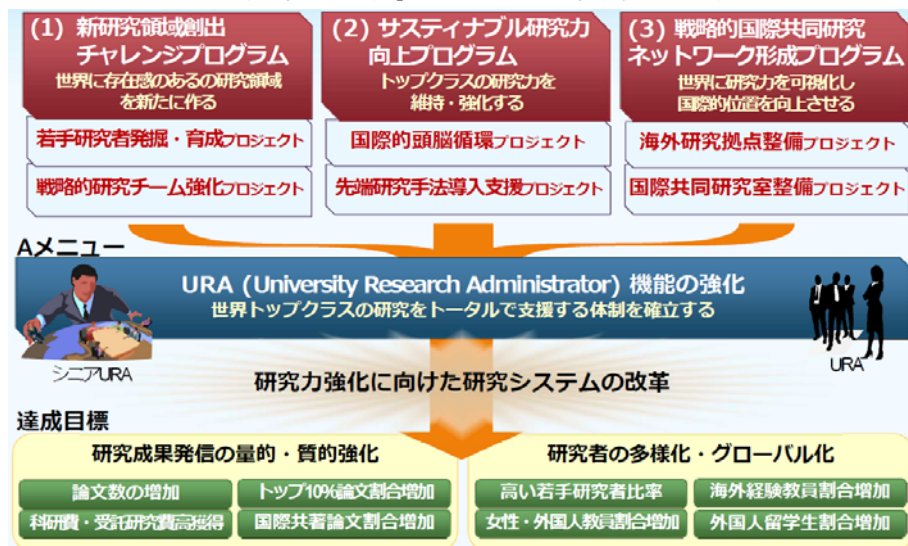 (1) 新研究領域創出
チャレンジプログラム
世界に存在感のあるの研究領域
を新たに作る
若手研究者発掘・育成プロジェクト
戦略的研究チーム強化プロジェクト
(2) サスティナブル研究力
向上プログラム
トップクラスの研究力を
維持・強化する
国際的頭脳循環プロジェクト
先端研究手法導入支援プロジェクト
(3) 戦略的国際共同研究
ネットワーク形成プログラム
世界に研究力を可視化し
国際的位置を向上させる
海外研究拠点整備プロジェクト
国際共同研究室整備プロジェクト
Aメニュー
URA (University Research Administrator) 機能の強化
世界トップクラスの研究をトータルで支援する体制を確立する
シニアURA
URA
研究力強化に向けた研究システムの改革
達成目標
研究成果発信の量的・質的強化
論文数の増加
トップ10%論文割合増加
科研費・受託研究費高獲得
国際共著論文割合増加
研究者の多様化・グローバル化
高い若手研究者比率
海外経験教員割合増加
女性・外国人教員割合増加
外国人留学生割合増加